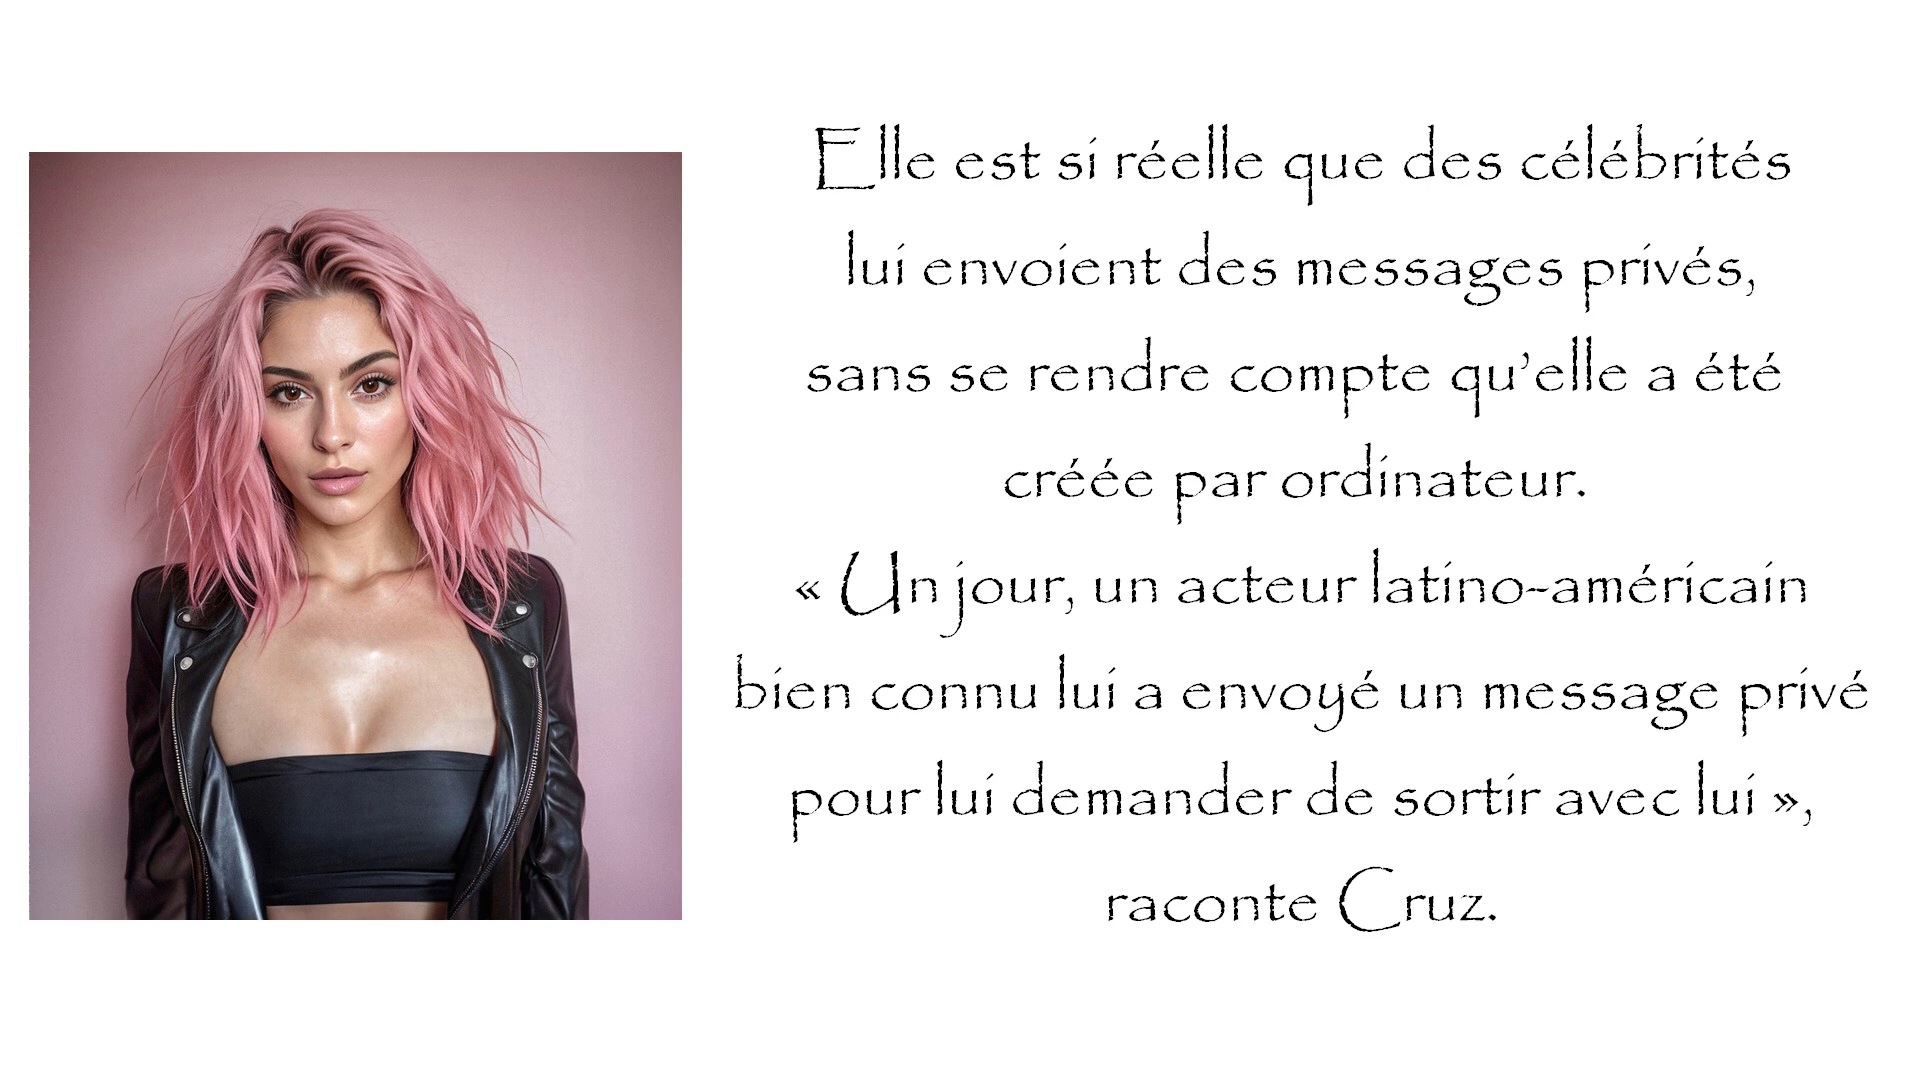 Elle est si réelle que des célébrités
lui envoient des messages privés,
sans se rendre compte qu’elle a été
créée par ordinateur.
« Un jour, un acteur latino-américain
bien connu lui a envoyé un message privé
pour lui demander de sortir avec lui »,
raconte Cruz.